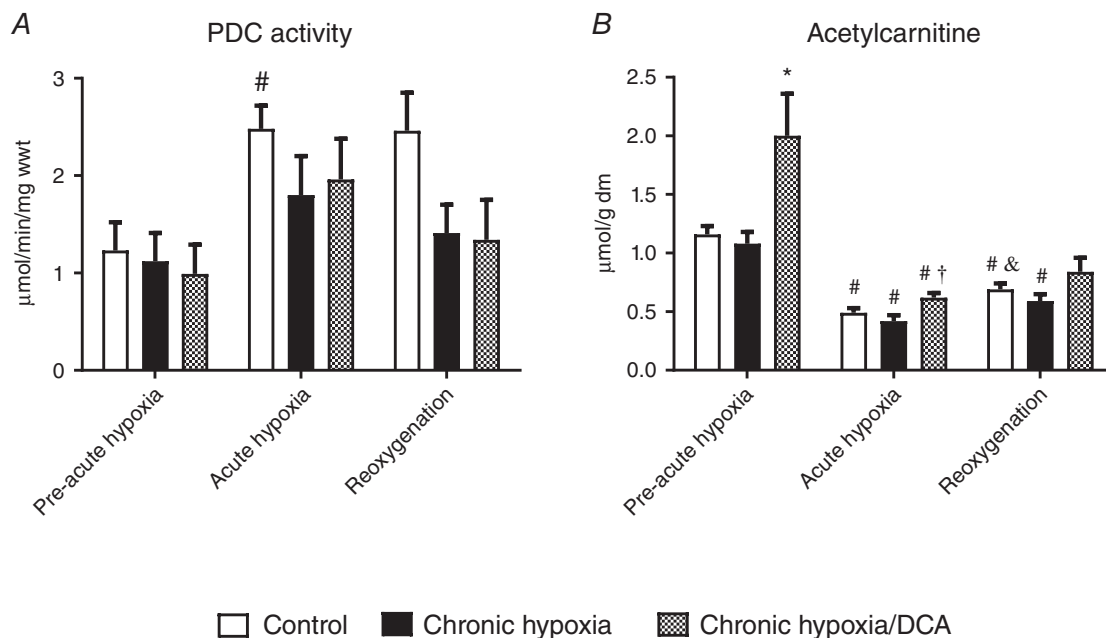 A
PDC activity
μmol/min/mg wwt
3
2
1
0
#
Pre-acute hypoxia
Acute hypoxia
Reoxygenation
B
Acetylcarnitine
μmol/g dm
2.5
2.0
1.5
1.0
0.5
0.0
*
#
#
# †
# &
#
Pre-acute hypoxia
Acute hypoxia
Reoxygenation
Control
Chronic hypoxia
Chronic hypoxia/DCA